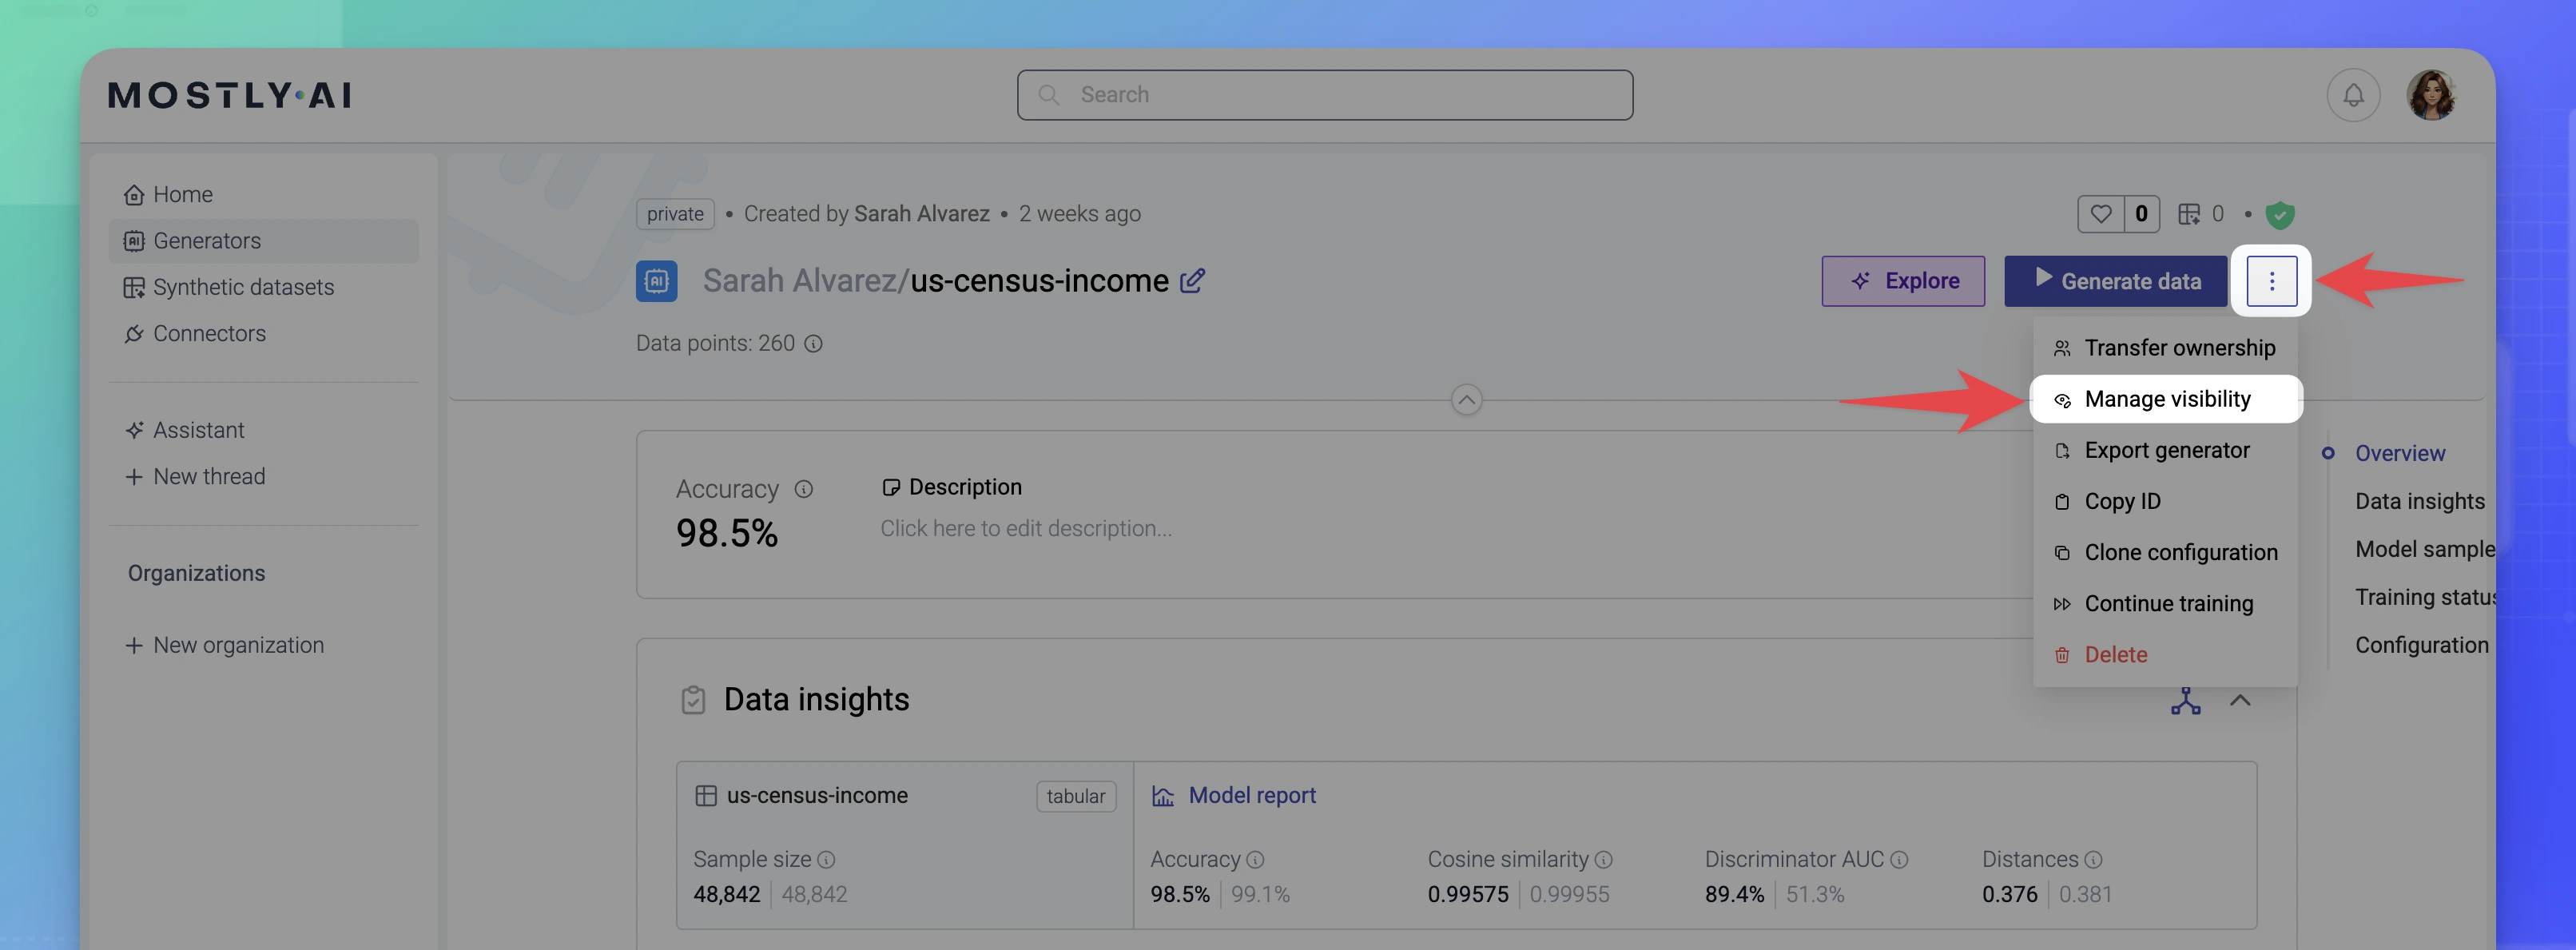 MOSTLY·AI
Search
Home
Generators
Synthetic datasets
Connectors
Assistant
New thread
Organizations
New organization
private • Created by Sarah Alvarez • 2 weeks ago
0
0
Sarah Alvarez/us-census-income
Data points: 260
Explore
Generate data
Transfer ownership
Manage visibility
Export generator
Copy ID
Clone configuration
Continue training
Delete
Accuracy
98.5%
Description
Click here to edit description...
Overview
Data insights
Model sample
Training status
Configuration
Data insights
us-census-income
tabular
Sample size
48,842 | 48,842
Model report
Accuracy
98.5% | 99.1%
Cosine similarity
0.99575 | 0.99955
Discriminator AUC
89.4% | 51.3%
Distances
0.376 | 0.381